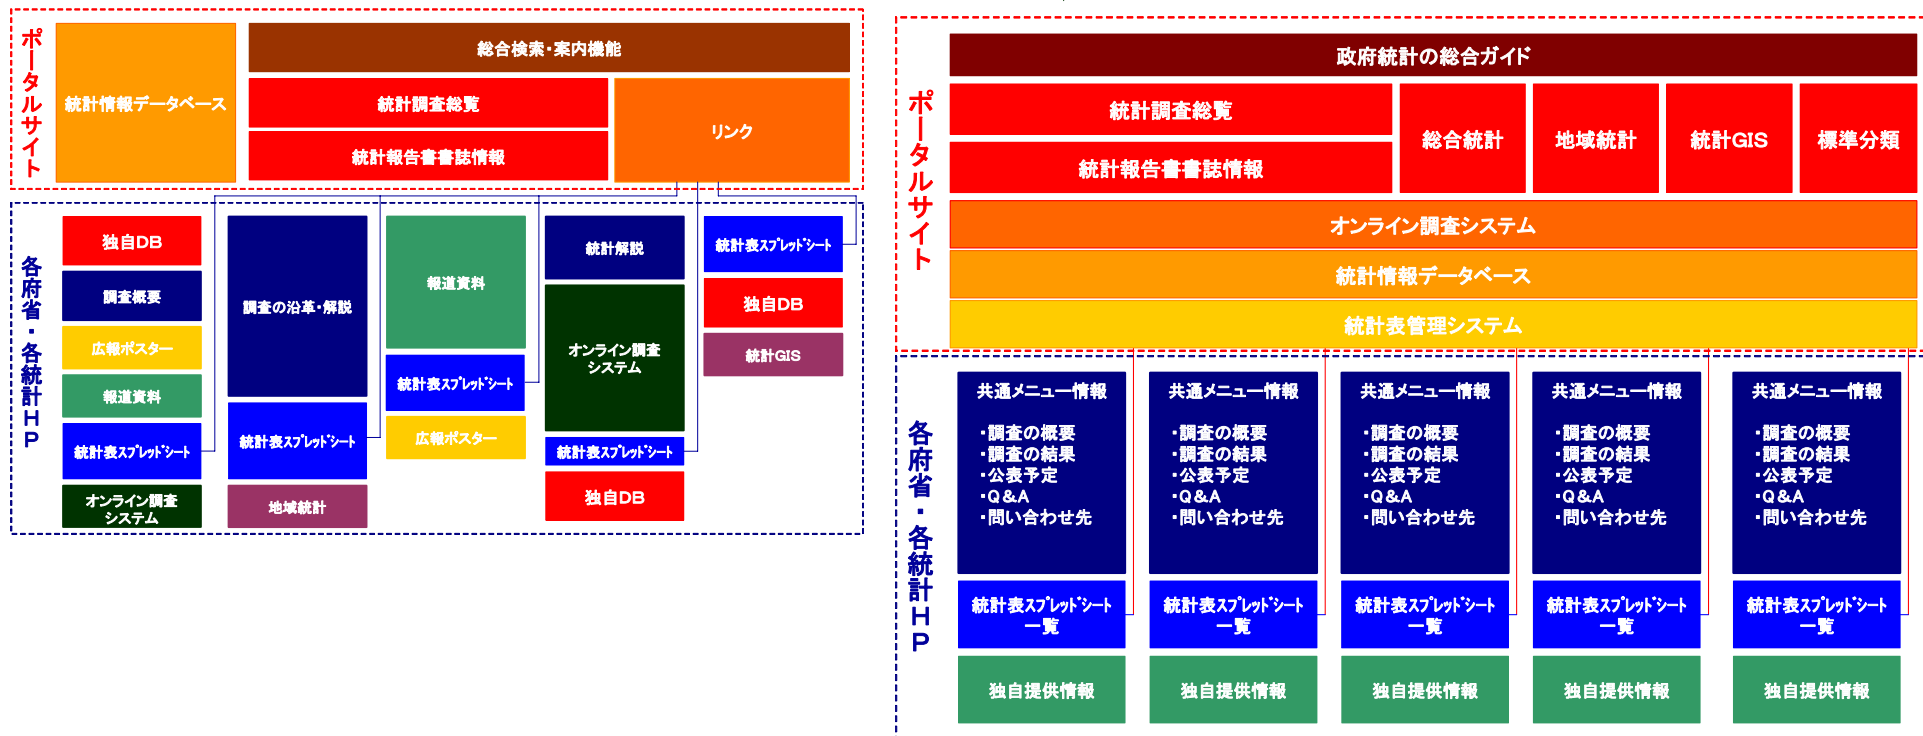 ポータルサイト
統計情報データベース
総合検索・案内機能
統計調査総覧
統計報告書書誌情報
リンク
各府省・各統計ＨＰ
独自DB
調査概要
広報ポスター
報道資料
統計表ｽﾌﾟﾚｯﾄﾞｼｰﾄ
オンライン調査
システム
調査の沿革・解説
統計表ｽﾌﾟﾚｯﾄﾞｼｰﾄ
地域統計
報道資料
統計表ｽﾌﾟﾚｯﾄﾞｼｰﾄ
広報ポスター
統計解説
オンライン調査
システム
統計表ｽﾌﾟﾚｯﾄﾞｼｰﾄ
独自DB
統計表ｽﾌﾟﾚｯﾄﾞｼｰﾄ
独自DB
統計GIS
ポータルサイト
政府統計の総合ガイド
統計調査総覧
統計報告書書誌情報
総合統計
地域統計
統計GIS
標準分類
オンライン調査システム
統計情報データベース
統計表管理システム
各府省・各統計ＨＰ
共通メニュー情報
・調査の概要
・調査の結果
・公表予定
・Q&A
・問い合わせ先
統計表ｽﾌﾟﾚｯﾄﾞｼｰﾄ
一覧
独自提供情報
共通メニュー情報
・調査の概要
・調査の結果
・公表予定
・Q&A
・問い合わせ先
統計表ｽﾌﾟﾚｯﾄﾞｼｰﾄ
一覧
独自提供情報
共通メニュー情報
・調査の概要
・調査の結果
・公表予定
・Q&A
・問い合わせ先
統計表ｽﾌﾟﾚｯﾄﾞｼｰﾄ
一覧
独自提供情報
共通メニュー情報
・調査の概要
・調査の結果
・公表予定
・Q&A
・問い合わせ先
統計表ｽﾌﾟﾚｯﾄﾞｼｰﾄ
一覧
独自提供情報
共通メニュー情報
・調査の概要
・調査の結果
・公表予定
・Q&A
・問い合わせ先
統計表ｽﾌﾟﾚｯﾄﾞｼｰﾄ
一覧
独自提供情報